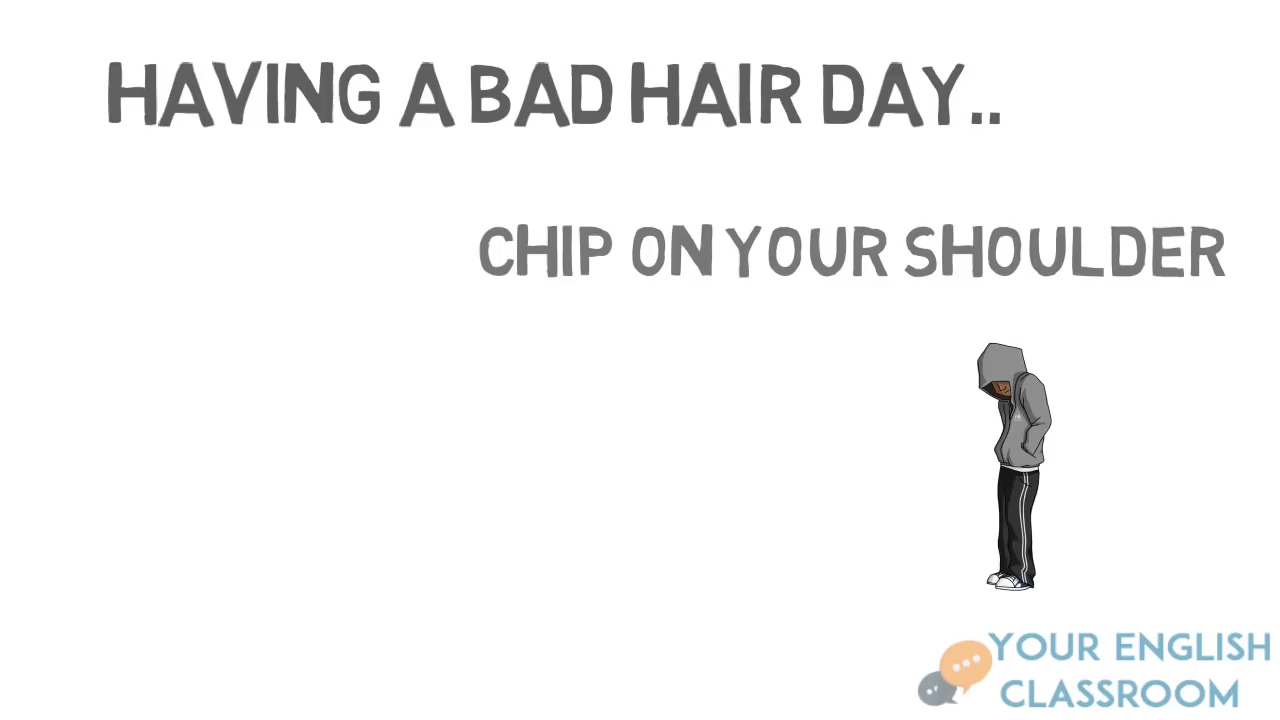 HAVING A BAD HAIR DAY..
CHIP ON YOUR SHOULDER
YOUR ENGLISH
CLASSROOM